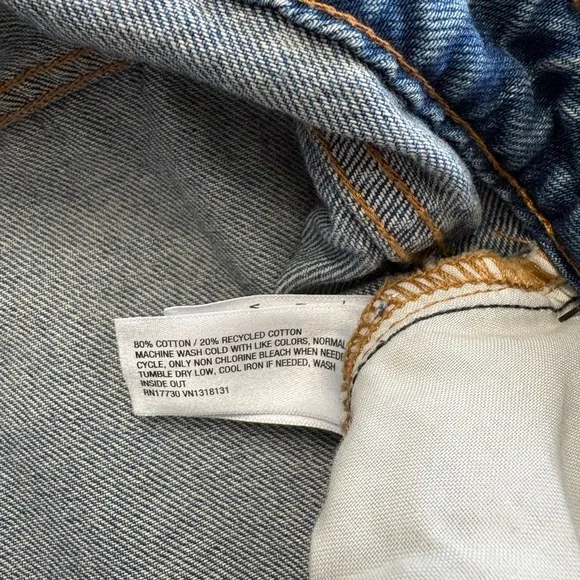 80% COTTON / 20% RECYCLED COTTON
MACHINE WASH COLD WITH LIKE COLORS, NORMAL
CYCLE, ONLY NON CHLORINE BLEACH WHEN NEED
TUMBLE DRY LOW, COOL IRON IF NEEDED, WASH
INSIDE OUT
RN17730 VN1318131